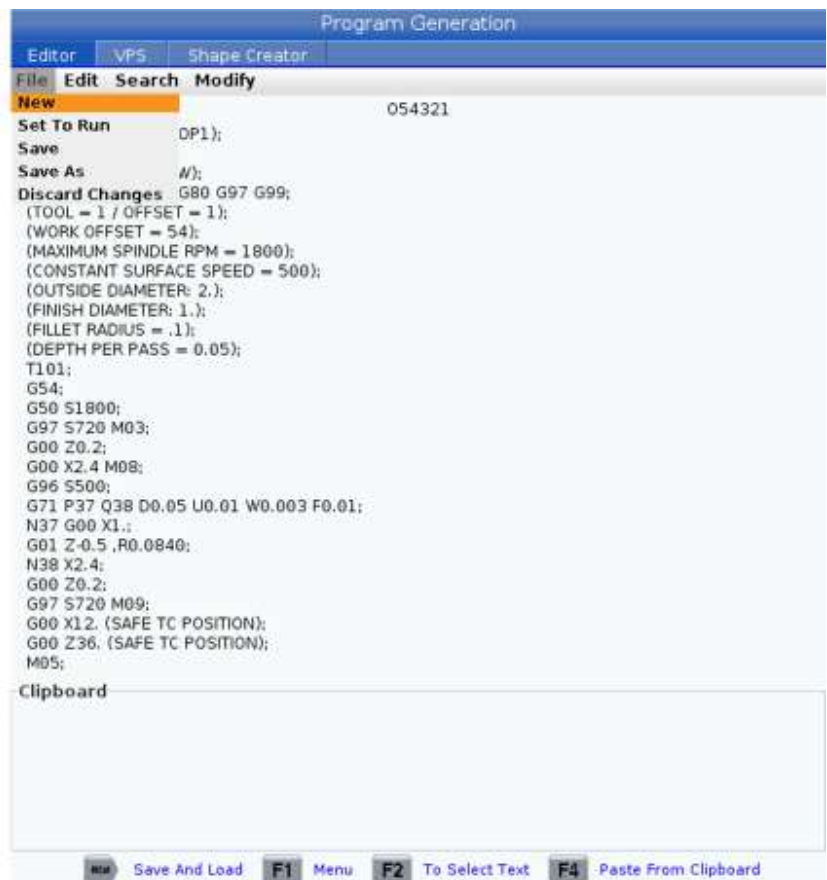 Program Generation
Editor VPS Shape Creator
File Edit Search Modify
New
O54321
Set To Run
OP1);
Save
Save As
W);
Discard Changes G80 G97 G99;
(TOOL = 1 / OFFSET = 1);
(WORK OFFSET = 54);
(MAXIMUM SPINDLE RPM = 1800);
(CONSTANT SURFACE SPEED = 500);
(OUTSIDE DIAMETER: 2.);
(FINISH DIAMETER: 1.);
(FILLET RADIUS = .1);
(DEPTH PER PASS = 0.05);
T101;
G54;
G50 S1800;
G97 S720 M03;
G00 Z0.2;
G00 X2.4 M08;
G96 S500;
G71 P37 Q38 D0.05 U0.01 W0.003 F0.01;
N37 G00 X1.;
G01 Z-0.5 ,R0.0840;
N38 X2.4;
G00 Z0.2;
G97 S720 M09;
G00 X12. (SAFE TC POSITION);
G00 Z36. (SAFE TC POSITION);
M05;
Clipboard
Save And Load F1 Menu F2 To Select Text F4 Paste From Clipboard